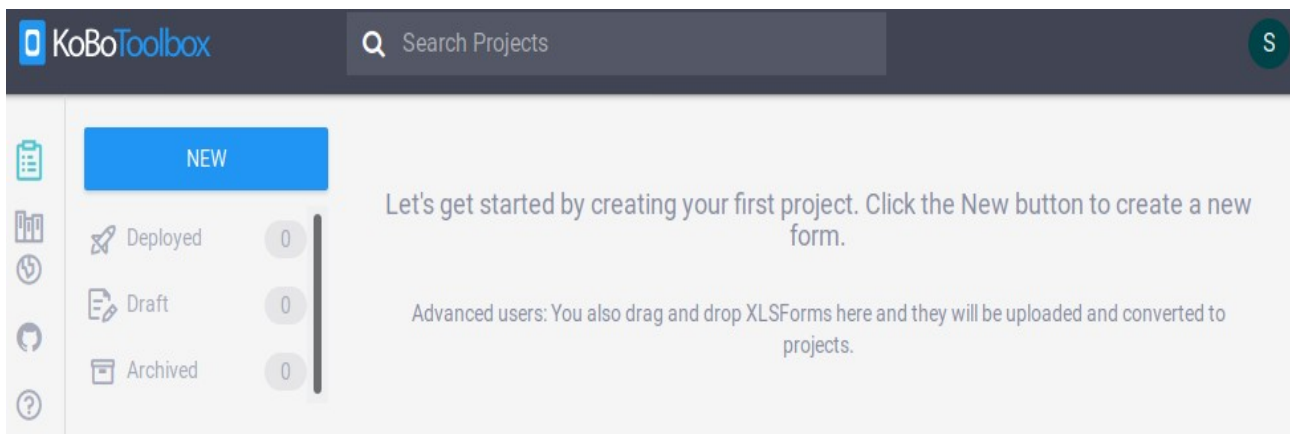 KoBoToolbox
Search Projects
S
NEW
Let's get started by creating your first project. Click the New button to create a new
form.
Deployed 0
Draft 0
Advanced users: You also drag and drop XLSForms here and they will be uploaded and converted to
projects.
Archived 0